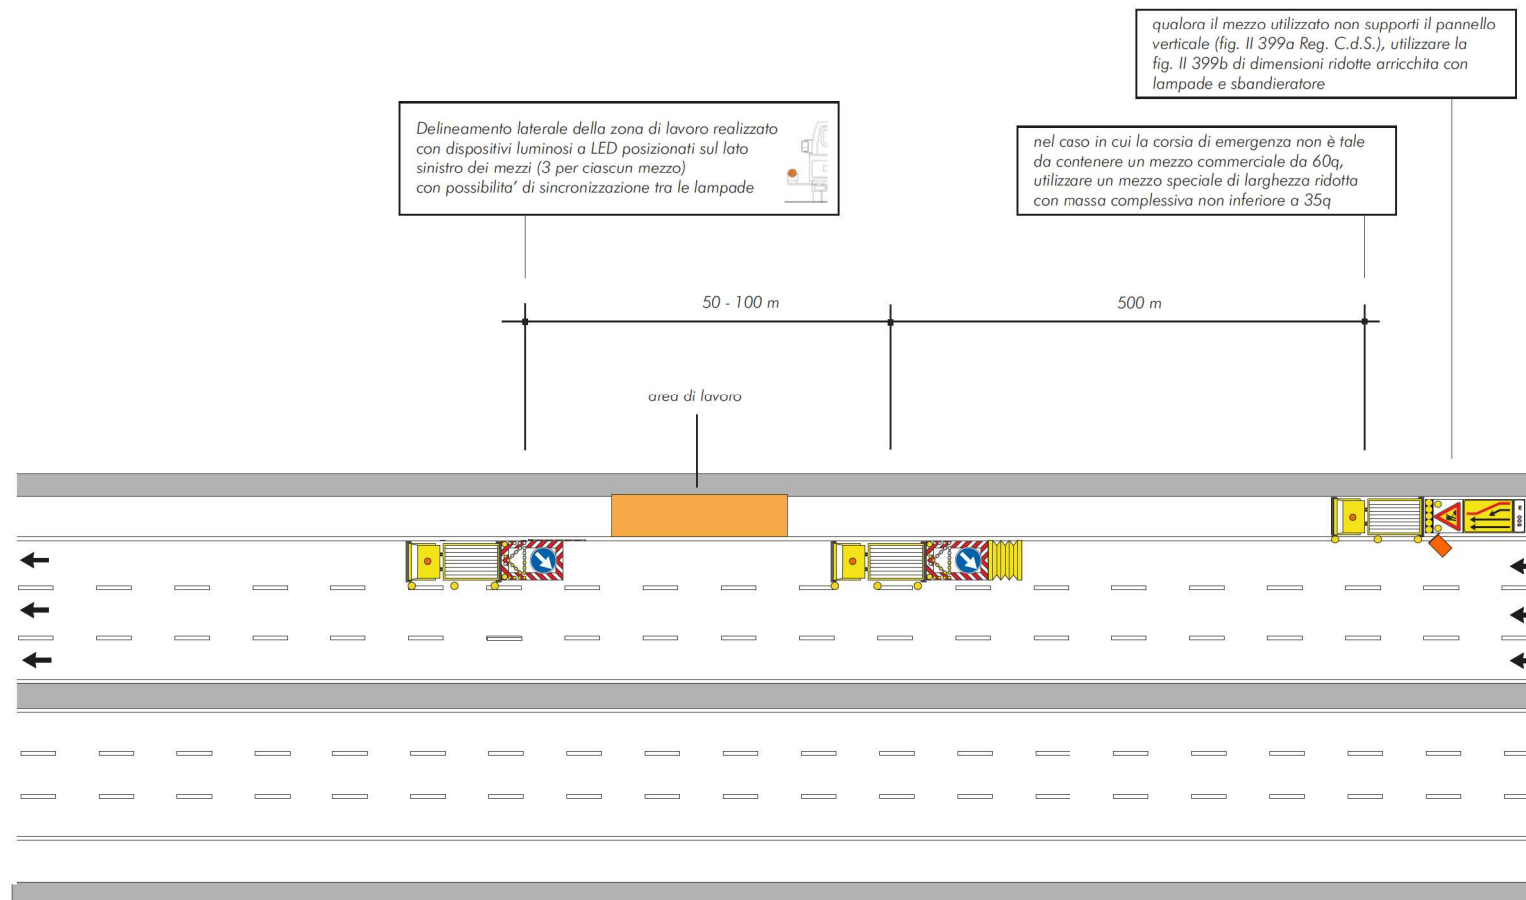 qualora il mezzo utilizzato non supporti il pannello
verticale (fig. II 399a Reg. C.d.S.), utilizzare la
fig. II 399b di dimensioni ridotte arricchita con
lampade e sbandieratore
Delineamento laterale della zona di lavoro realizzato
con dispositivi luminosi a LED posizionati sul lato
sinistro dei mezzi (3 per ciascun mezzo)
con possibilita’ di sincronizzazione tra le lampade
nel caso in cui la corsia di emergenza non è tale
da contenere un mezzo commerciale da 60q,
utilizzare un mezzo speciale di larghezza ridotta
con massa complessiva non inferiore a 35q
50 - 100 m
500 m
area di lavoro
500 m